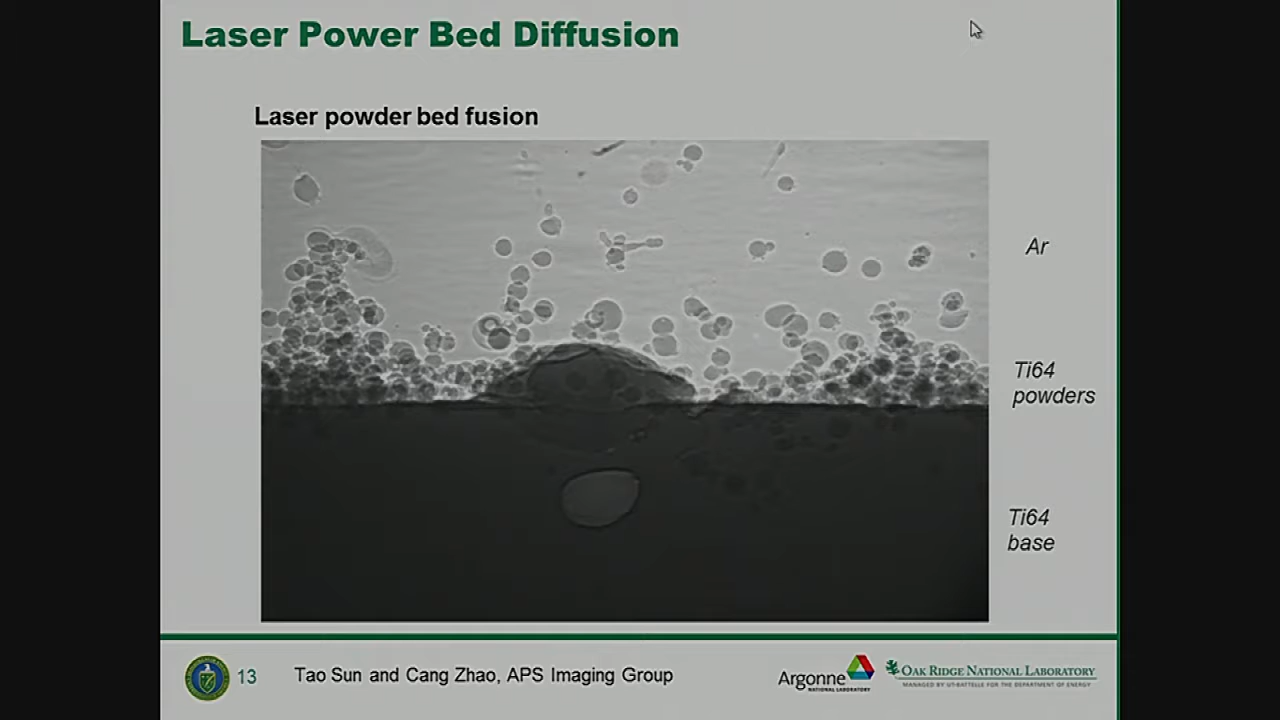 Laser Power Bed Diffusion
Laser powder bed fusion
Ar
Ti64
powders
Ti64
base
13
Tao Sun and Cang Zhao, APS Imaging Group
Argonne
NATIONAL LABORATORY
OAK RIDGE NATIONAL LABORATORY
MANAGED BY UT-BATTELLE FOR THE DEPARTMENT OF ENERGY